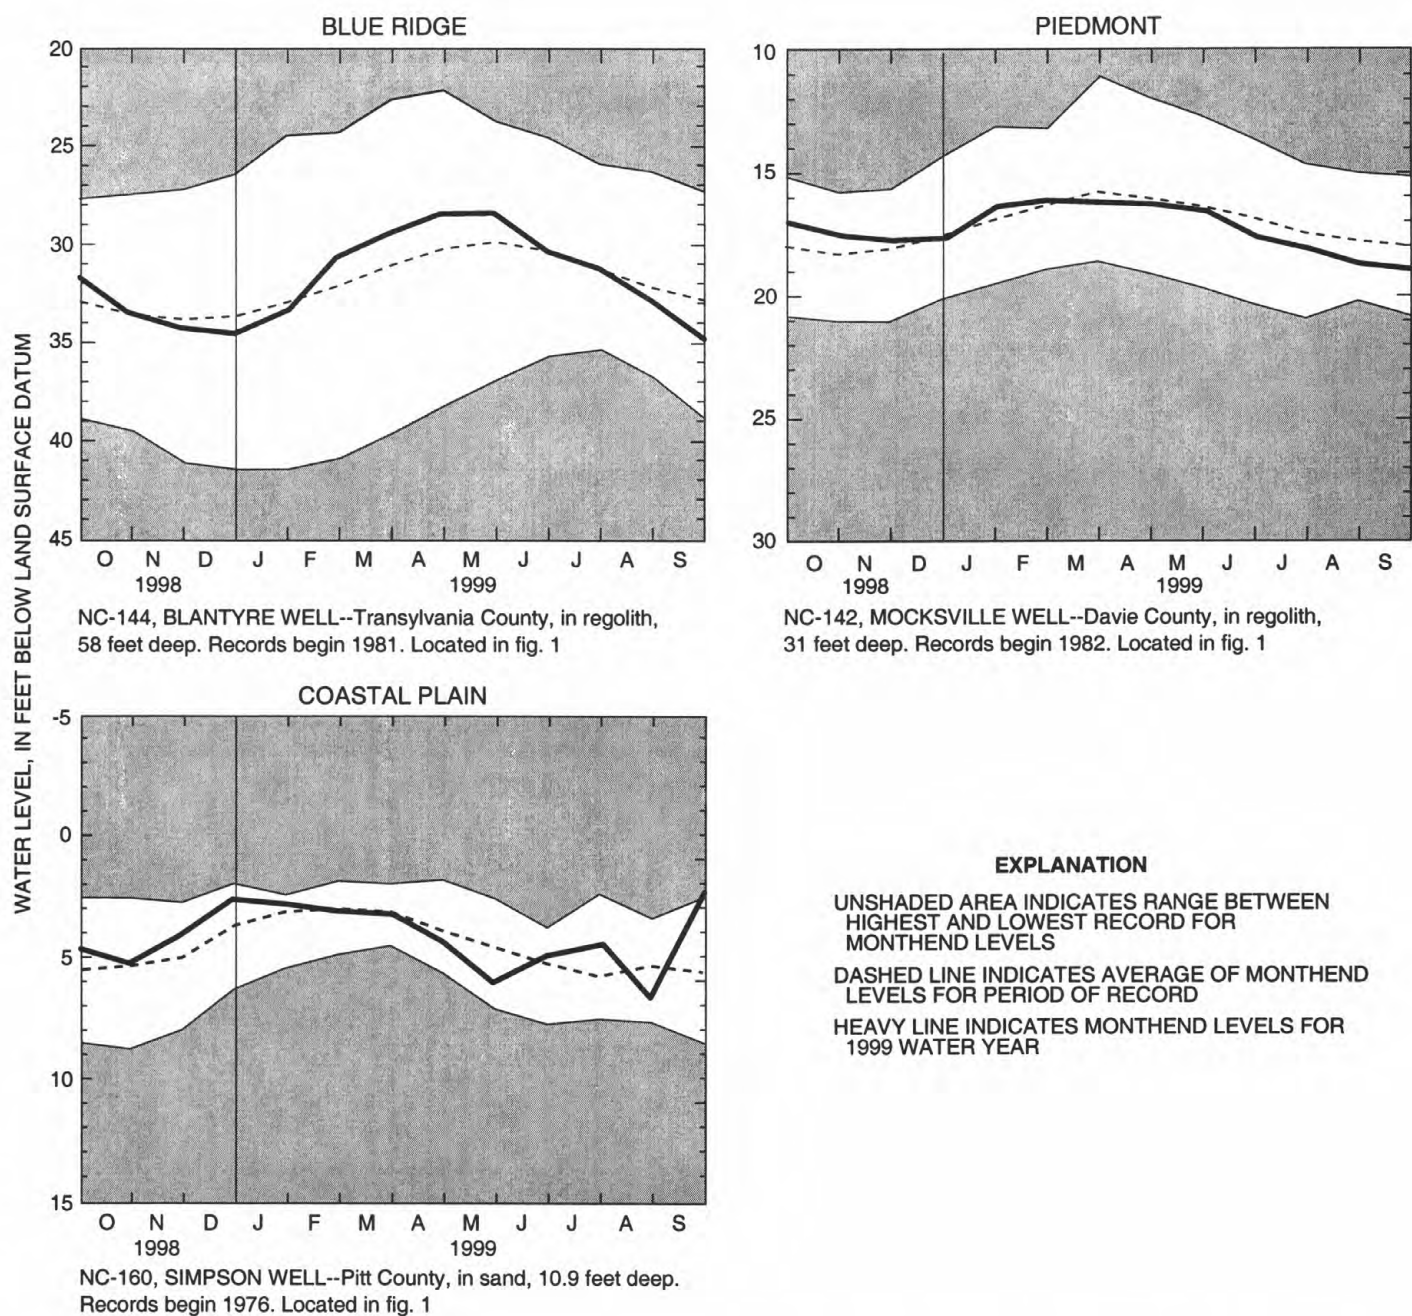 BLUE RIDGE
20
25
30
35
40
45
O N D J F M A M J J A S
1998 1999
NC-144, BLANTYRE WELL--Transylvania County, in regolith,
58 feet deep. Records begin 1981. Located in fig. 1
PIEDMONT
10
15
20
25
30
O N D J F M A M J J A S
1998 1999
NC-142, MOCKSVILLE WELL--Davie County, in regolith,
31 feet deep. Records begin 1982. Located in fig. 1
WATER LEVEL, IN FEET BELOW LAND SURFACE DATUM
COASTAL PLAIN
-5
0
5
10
15
O N D J F M A M J J A S
1998 1999
NC-160, SIMPSON WELL--Pitt County, in sand, 10.9 feet deep.
Records begin 1976. Located in fig. 1
EXPLANATION
UNSHADED AREA INDICATES RANGE BETWEEN
HIGHEST AND LOWEST RECORD FOR
MONTHEND LEVELS
DASHED LINE INDICATES AVERAGE OF MONTHEND
LEVELS FOR PERIOD OF RECORD
HEAVY LINE INDICATES MONTHEND LEVELS FOR
1999 WATER YEAR